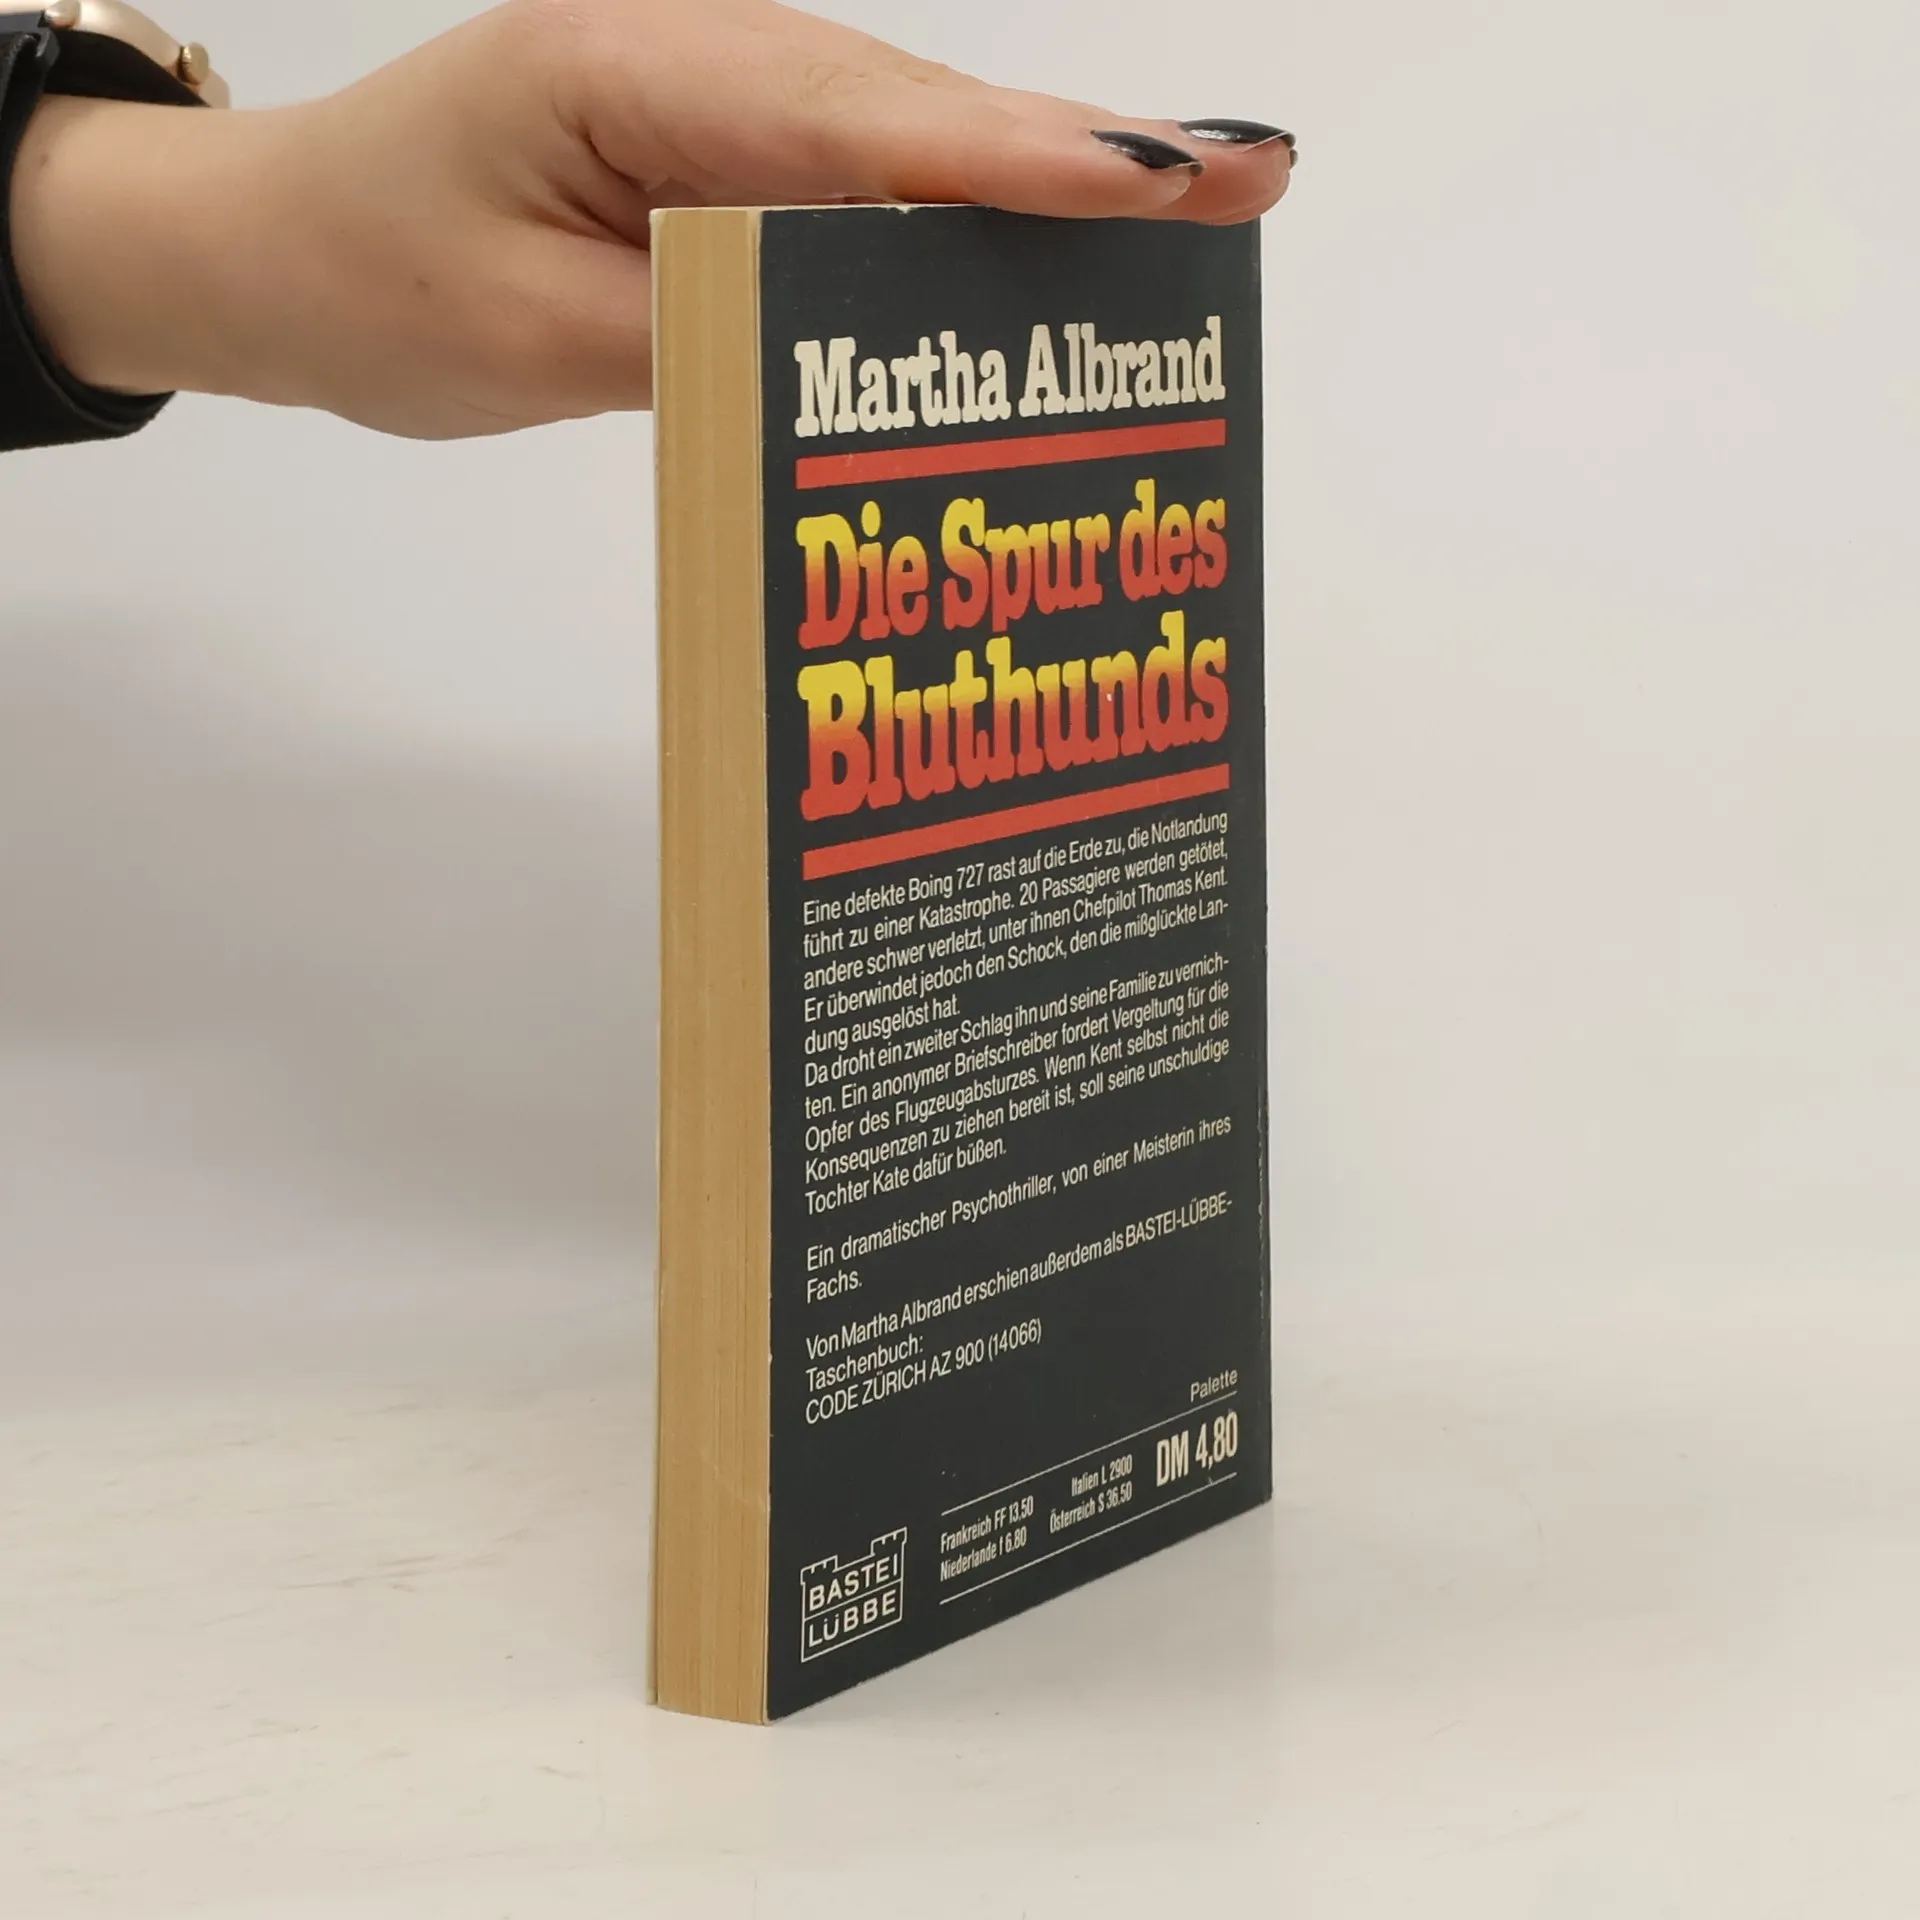 Martha Albrand
Die Spur des
Bluthunds
Eine defekte Boing 727 rast auf die Erde zu, die Notlandung
führt zu einer Katastrophe. 20 Passagiere werden getötet,
andere schwer verletzt, unter ihnen Chefpilot Thomas Kent.
Er überwindet jedoch den Schock, den die mißglückte Lan-
dung ausgelöst hat.
Da droht ein zweiter Schlag ihn und seine Familie zu vernich-
ten. Ein anonymer Briefschreiber fordert Vergeltung für die
Opfer des Flugzeugabsturzes. Wenn Kent selbst nicht die
Konsequenzen zu ziehen bereit ist, soll seine unschuldige
Tochter Kate dafür büßen.
Ein dramatischer Psychothriller, von einer Meisterin ihres
Fachs.
Von Martha Albrand erschien außerdem als BASTEI-LÜBBE-
Taschenbuch:
CODE ZÜRICH AZ 900 (14066)
Palette
Frankreich FF 13,50
Niederlande f 6.80
Italien L 2900
Österreich S 36.50
DM 4,80
BASTEI
LÜBBE